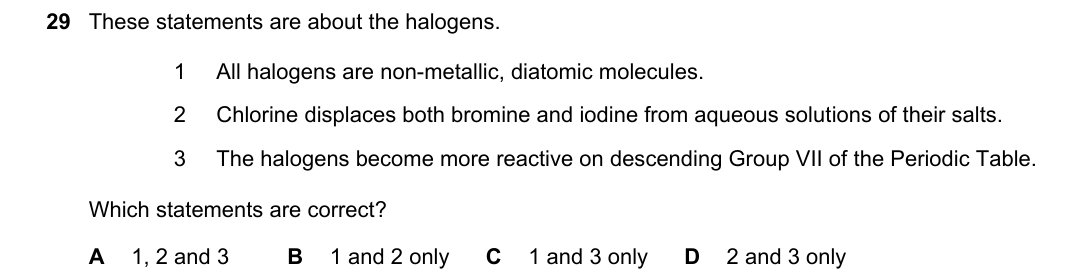 29 These statements are about the halogens.
1 All halogens are non-metallic, diatomic molecules.
2 Chlorine displaces both bromine and iodine from aqueous solutions of their salts.
3 The halogens become more reactive on descending Group VII of the Periodic Table.
Which statements are correct?
A 1, 2 and 3 B 1 and 2 only C 1 and 3 only D 2 and 3 only